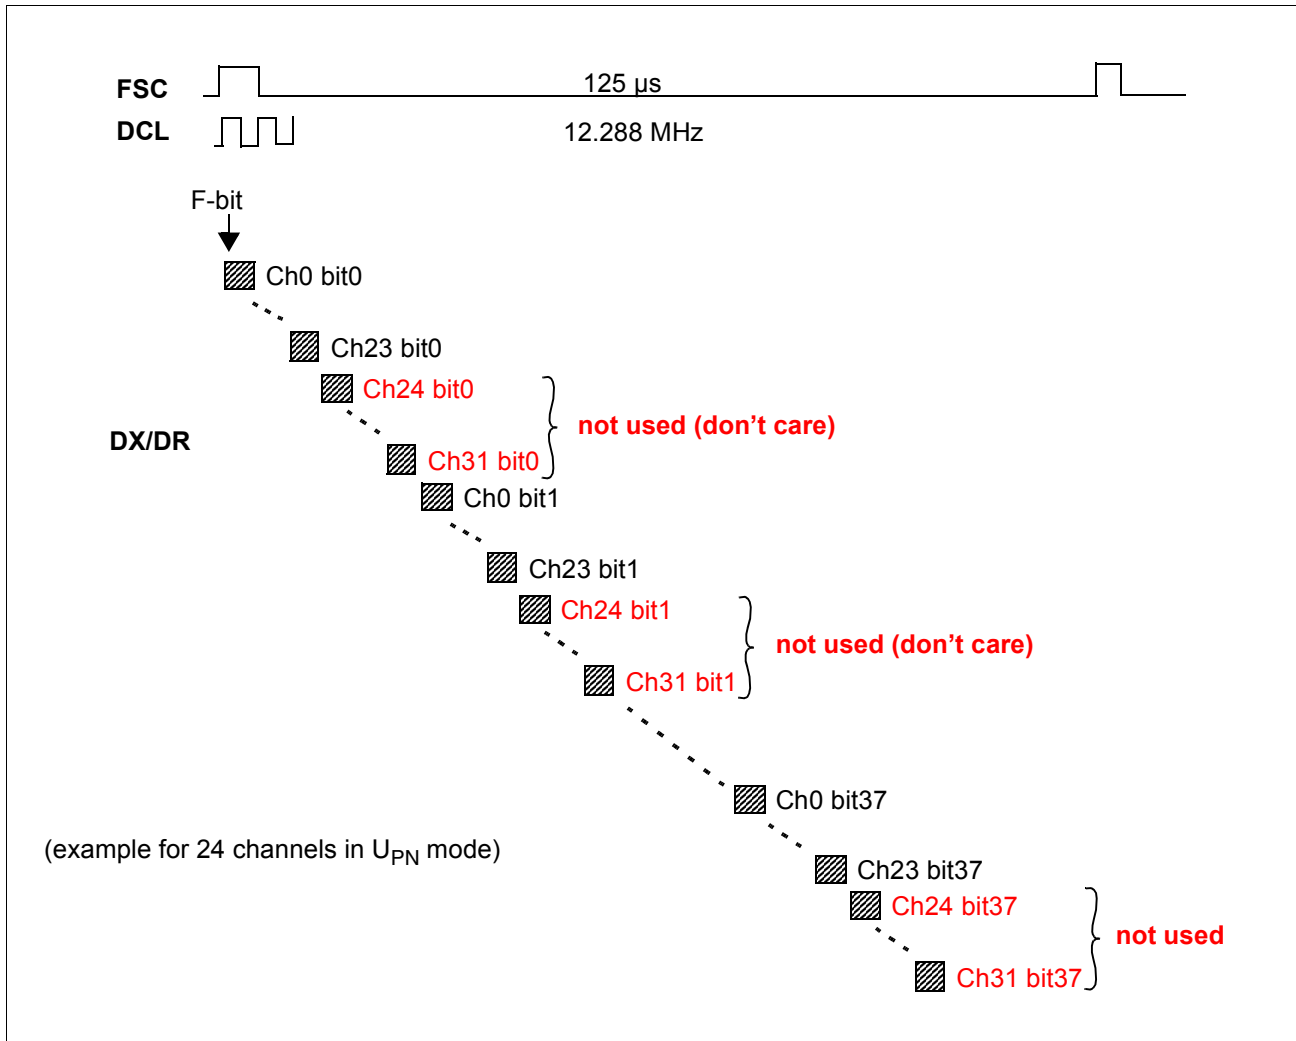 FSC
125 µs
DCL
12.288 MHz
F-bit
Ch0 bit0
Ch23 bit0
Ch24 bit0
not used (don't care)
DX/DR
Ch31 bit0
Ch0 bit1
Ch23 bit1
Ch24 bit1
not used (don't care)
Ch31 bit1
Ch0 bit37
(example for 24 channels in UPN mode)
Ch23 bit37
Ch24 bit37
not used
Ch31 bit37